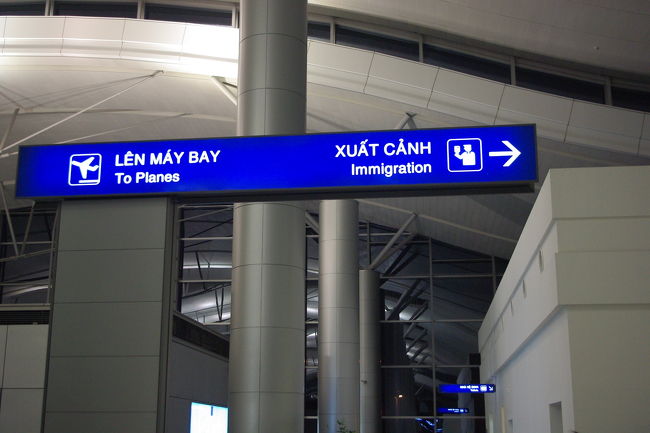 LÊN MÁY BAY
To Planes
XUẤT CẢNH
Immigration